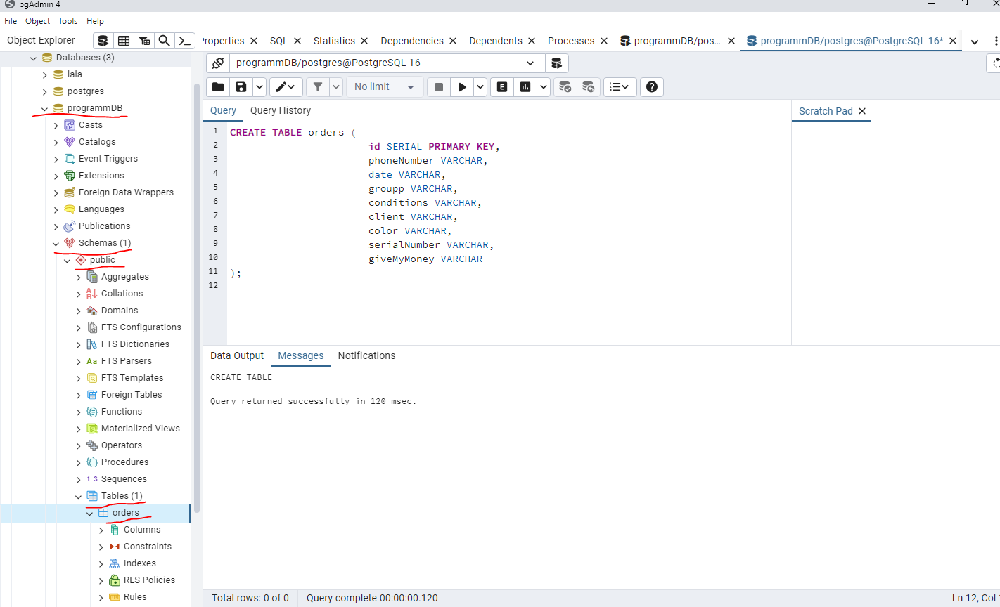 pgAdmin 4
File Object Tools Help
Object Explorer
roperties SQL Statistics Dependencies Dependents Processes programmDB/pos... programmDB/postgres@PostgreSQL 16*
Databases (3)
lala
postgres
programmDB
Casts
Catalogs
Event Triggers
Extensions
Foreign Data Wrappers
Languages
Publications
Schemas (1)
public
Aggregates
Collations
Domains
FTS Configurations
FTS Dictionaries
Aa FTS Parsers
FTS Templates
Foreign Tables
Functions
Materialized Views
Operators
Procedures
1..3 Sequences
Tables (1)
orders
Columns
Constraints
Indexes
RLS Policies
Rules
programmDB/postgres@PostgreSQL 16
No limit
E
Query Query History
Scratch Pad
1 CREATE TABLE orders (
2 id SERIAL PRIMARY KEY,
3 phoneNumber VARCHAR,
4 date VARCHAR,
5 groupp VARCHAR,
6 conditions VARCHAR,
7 client VARCHAR,
8 color VARCHAR,
9 serialNumber VARCHAR,
10 giveMyMoney VARCHAR
11 );
12
Data Output Messages Notifications
CREATE TABLE
Query returned successfully in 120 msec.
Total rows: 0 of 0 Query complete 00:00:00.120 Ln 12, Col